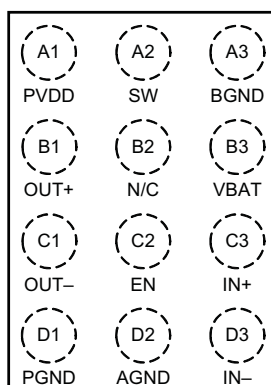 A1 A2 A3
PVDD SW BGND
B1 B2 B3
OUT+ N/C VBAT
C1 C2 C3
OUT– EN IN+
D1 D2 D3
PGND AGND IN–